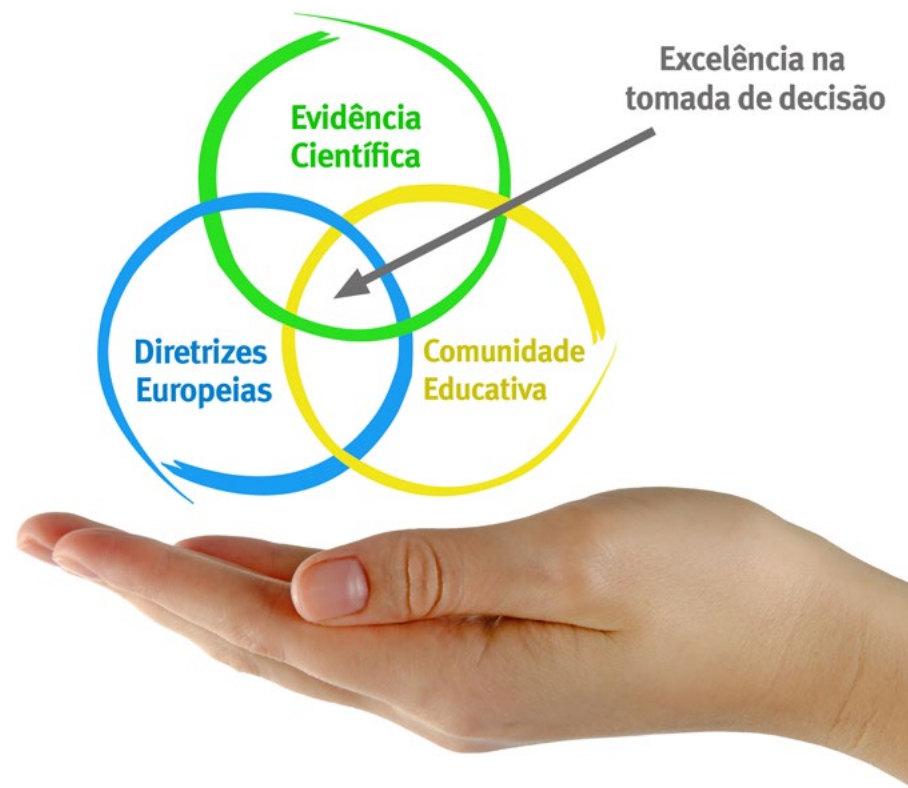 Excelência na
tomada de decisão
Evidência
Científica
Diretrizes
Europeias
Comunidade
Educativa